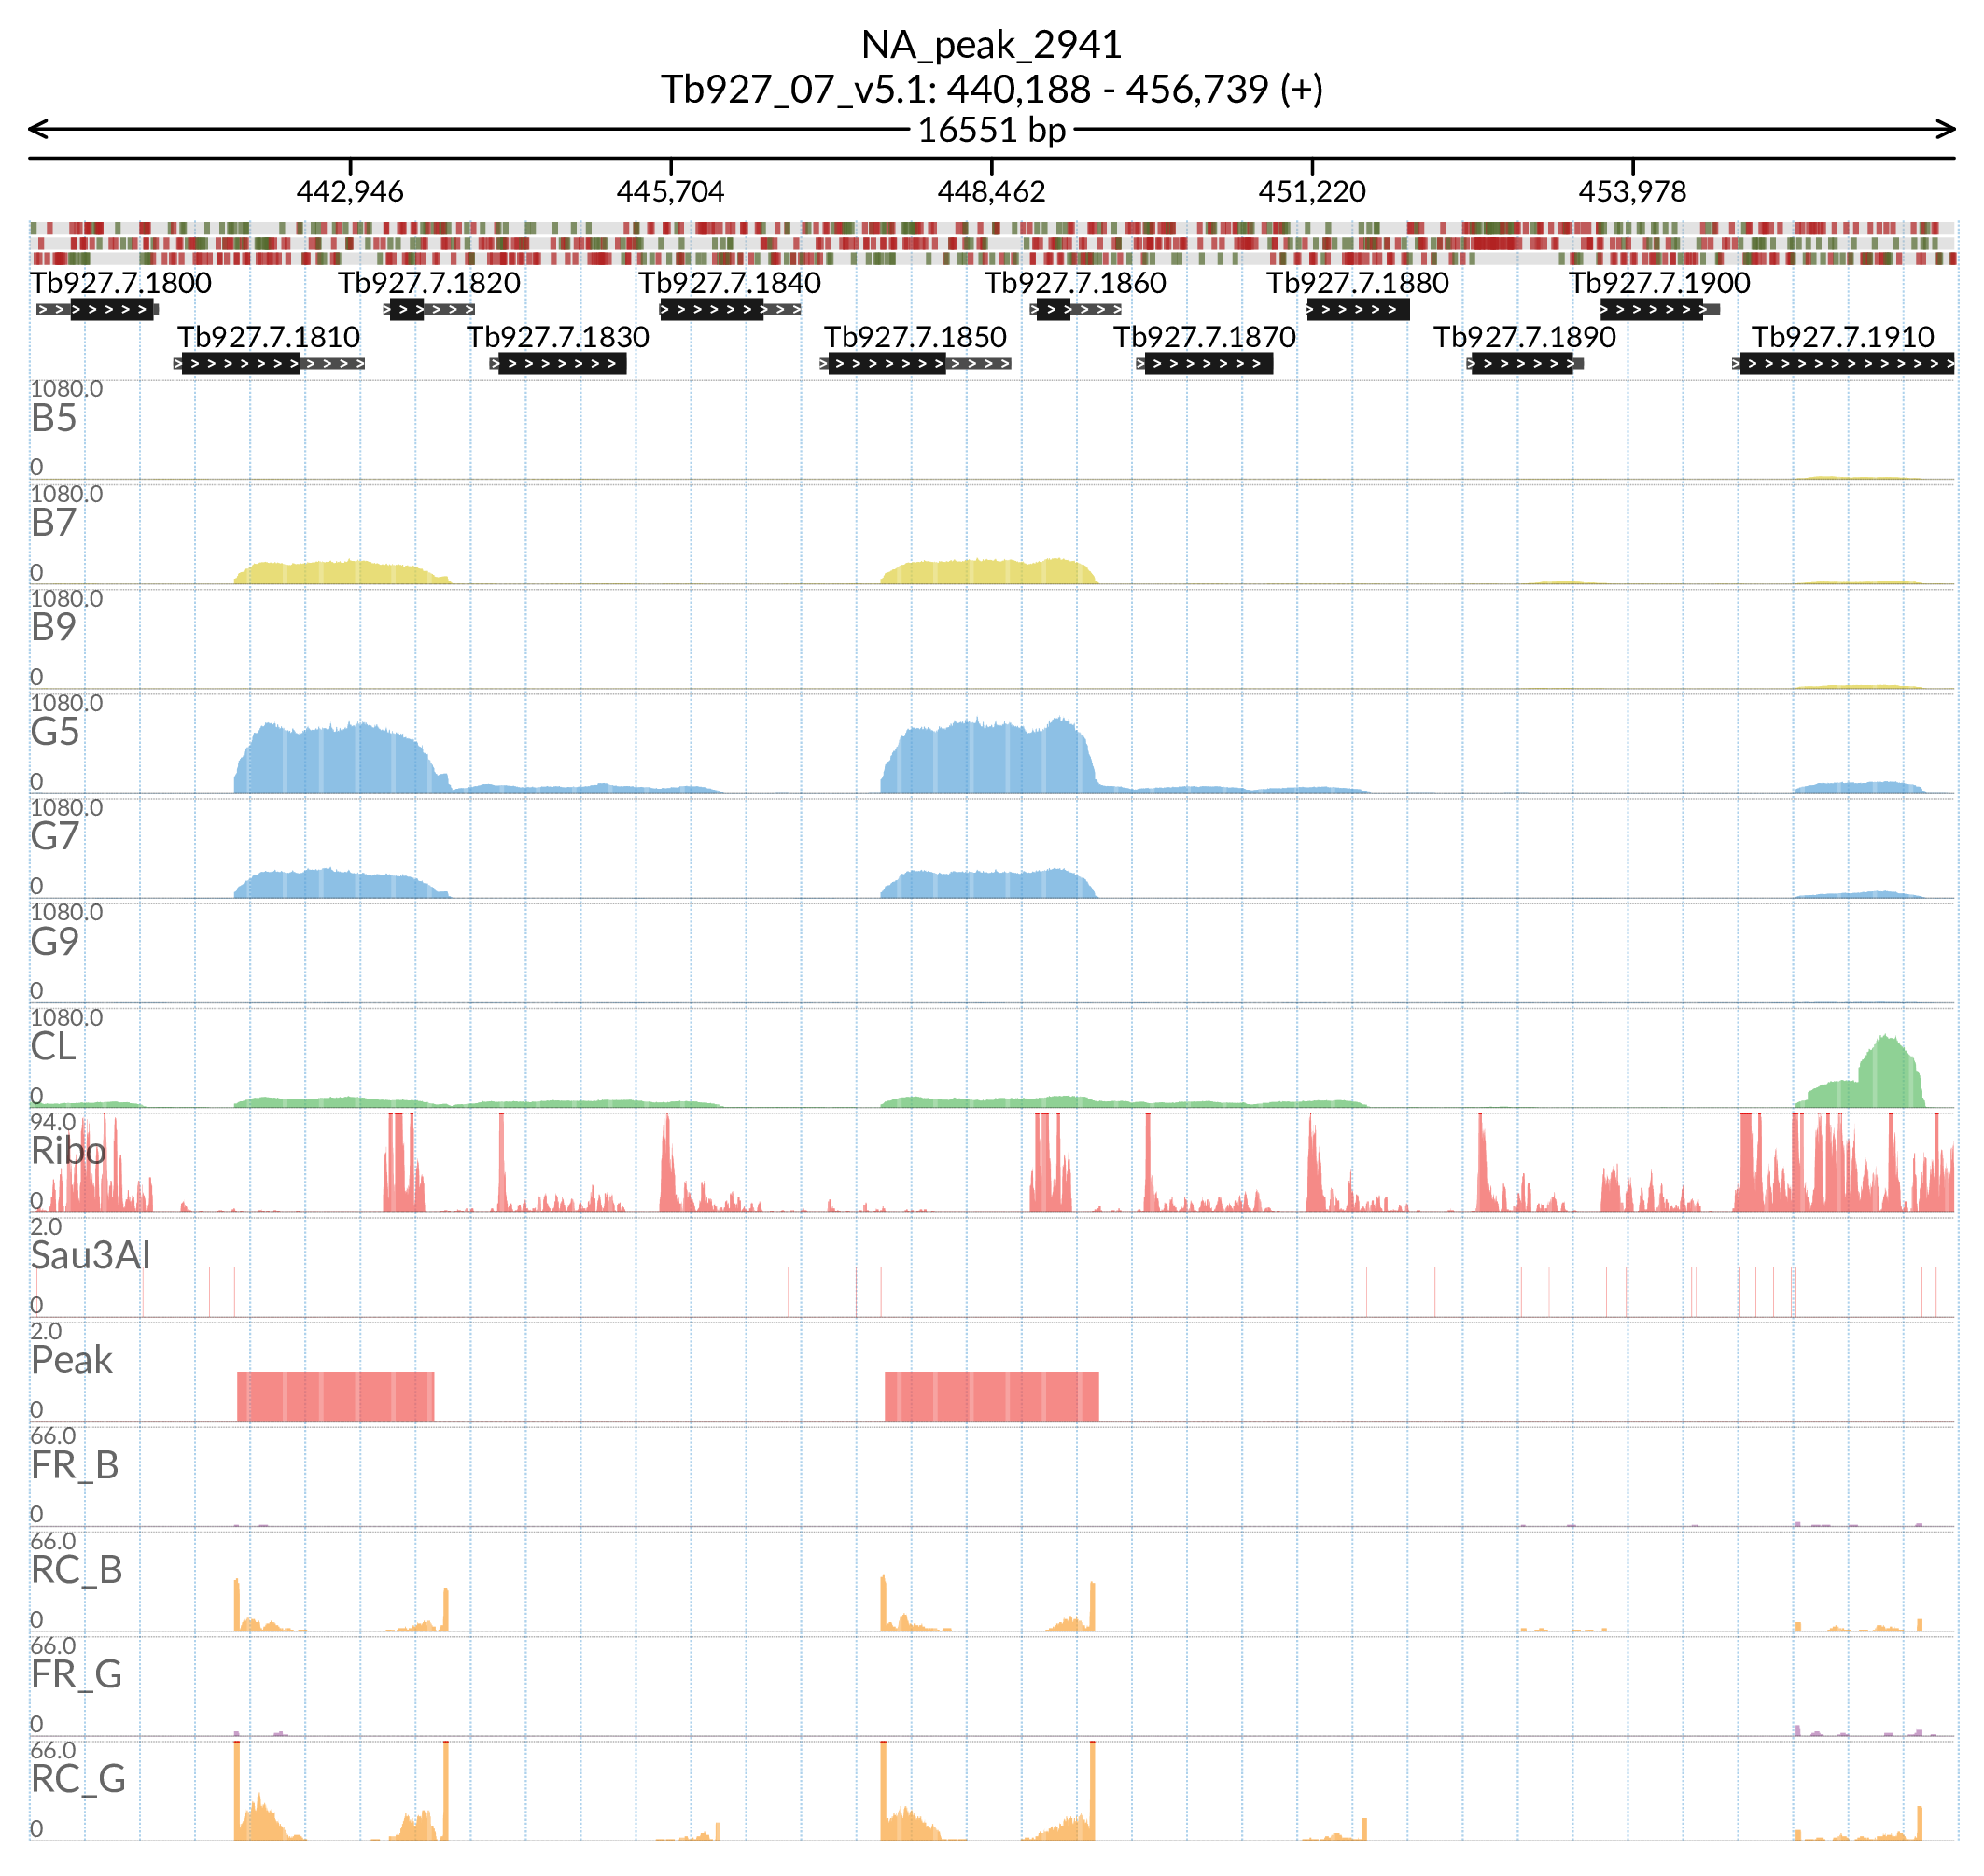 NA_peak_2941
Tb927_07_v5.1: 440,188 - 456,739 (+)
16551 bp
442,946 445,704 448,462 451,220 453,978
Tb927.7.1800 Tb927.7.1820 Tb927.7.1840 Tb927.7.1860 Tb927.7.1880 Tb927.7.1900
Tb927.7.1810 Tb927.7.1830 Tb927.7.1850 Tb927.7.1870 Tb927.7.1890 Tb927.7.1910
1080.0
B5
0
1080.0
B7
0
1080.0
B9
0
1080.0
G5
0
1080.0
G7
0
1080.0
G9
0
1080.0
CL
0
94.0
Ribo
0
2.0
Sau3AI
0
2.0
Peak
0
66.0
FR_B
0
66.0
RC_B
0
66.0
FR_G
0
66.0
RC_G
0